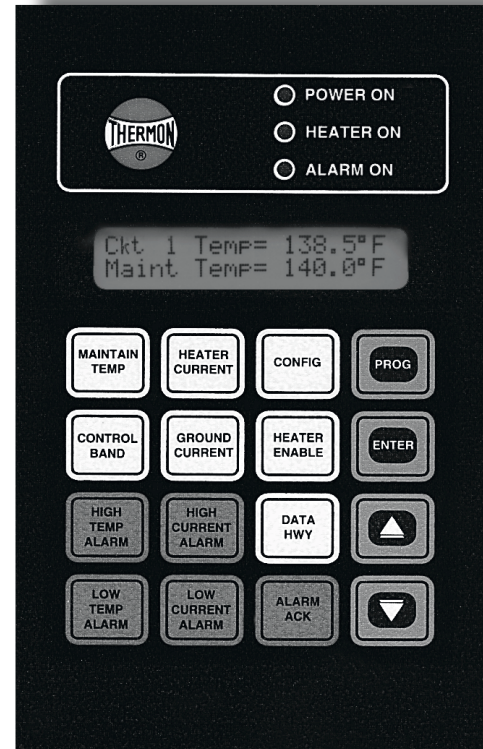 THERMON
®
POWER ON
HEATER ON
ALARM ON
Ckt 1 Temp= 138.5°F
Maint Temp= 140.0°F
MAINTAIN
TEMP
HEATER
CURRENT
CONFIG
PROG
CONTROL
BAND
GROUND
CURRENT
HEATER
ENABLE
ENTER
HIGH
TEMP
ALARM
HIGH
CURRENT
ALARM
DATA
HWY
LOW
TEMP
ALARM
LOW
CURRENT
ALARM
ALARM
ACK